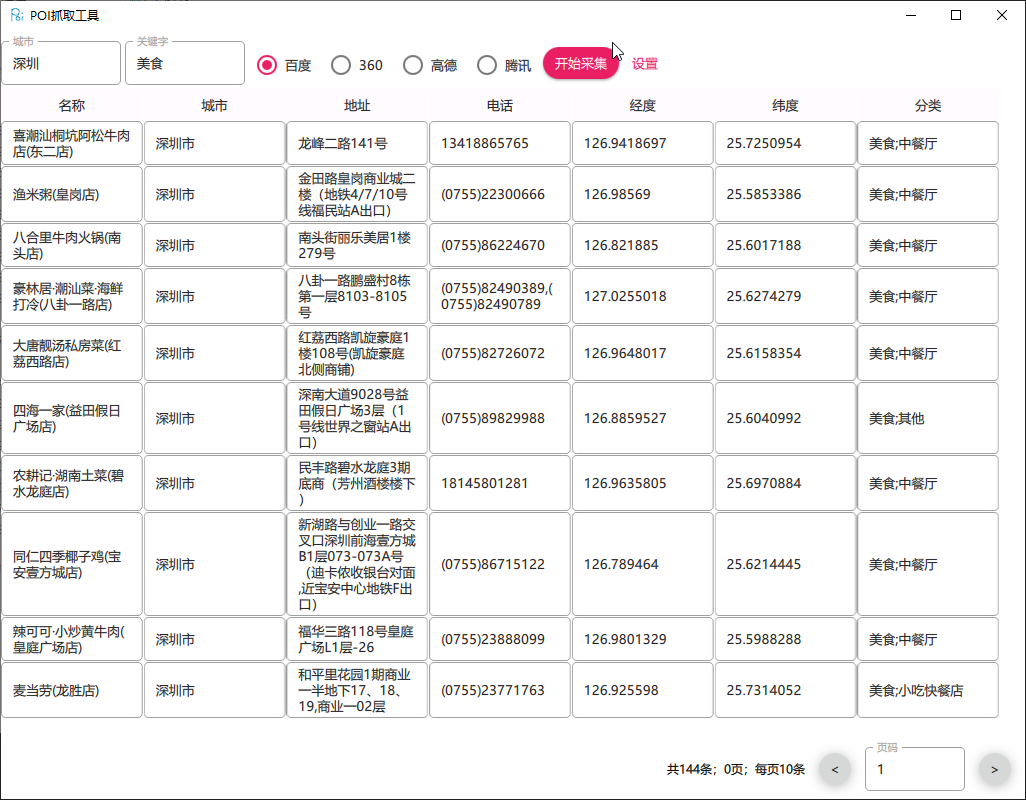 POI抓取工具
城市
深圳
关键字
美食
百度
360
高德
腾讯
开始采集
设置
名称 城市 地址 电话 经度 纬度 分类
喜潮汕桐坑阿松牛肉
店(东二店)
深圳市
龙峰二路141号
13418865765
126.9418697
25.7250954
美食;中餐厅
渔米粥(皇岗店)
深圳市
金田路皇岗商业城二
楼（地铁4/7/10号
线福民站A出口）
(0755)22300666
126.98569
25.5853386
美食;中餐厅
八合里牛肉火锅(南
头店)
深圳市
南头街丽乐美居1楼
279号
(0755)86224670
126.821885
25.6017188
美食;中餐厅
豪林居·潮汕菜·海鲜
打冷(八卦一路店)
深圳市
八卦一路鹏盛村8栋
第一层8103-8105
号
(0755)82490389,(
0755)82490789
127.0255018
25.6274279
美食;中餐厅
大唐靓汤私房菜(红
荔西路店)
深圳市
红荔西路凯旋豪庭1
楼108号(凯旋豪庭
北侧商铺)
(0755)82726072
126.9648017
25.6158354
美食;中餐厅
四海一家(益田假日
广场店)
深圳市
深南大道9028号益
田假日广场3层（1
号线世界之窗站A出
口）
(0755)89829988
126.8859527
25.6040992
美食;其他
农耕记·湖南土菜(碧
水龙庭店)
深圳市
民丰路碧水龙庭3期
底商（芳州酒楼楼下
）
18145801281
126.9635805
25.6970884
美食;中餐厅
同仁四季椰子鸡(宝
安壹方城店)
深圳市
新湖路与创业一路交
叉口深圳前海壹方城
B1层073-073A号
（迪卡侬收银台对面
,近宝安中心地铁F出
口）
(0755)86715122
126.789464
25.6214445
美食;中餐厅
辣可可·小炒黄牛肉(
皇庭广场店)
深圳市
福华三路118号皇庭
广场L1层-26
(0755)23888099
126.9801329
25.5988288
美食;中餐厅
麦当劳(龙胜店)
深圳市
和平里花园1期商业
一半地下17、18、
19,商业一02层
(0755)23771763
126.925598
25.7314052
美食;小吃快餐店
共144条；0页；每页10条
<
页码
1
>